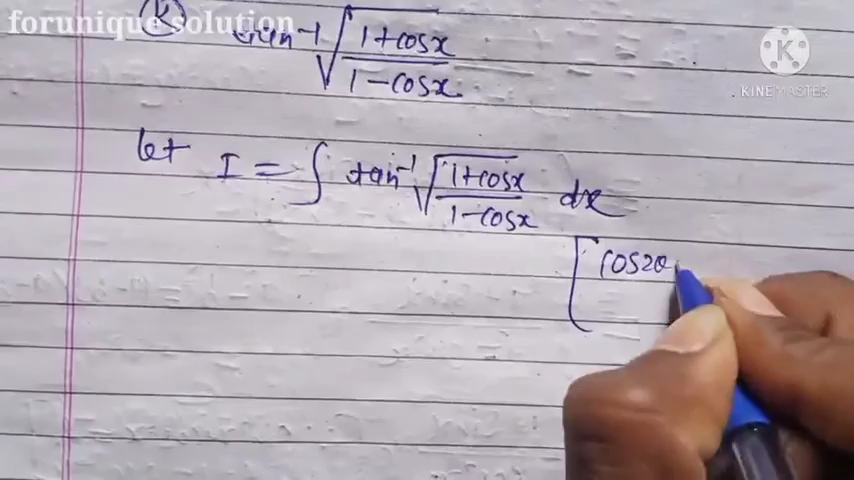 forunique solution
(K) tan⁻¹ √((1+cosx)/(1-cosx)).
KINEMASTER
let I = ∫ tan⁻¹ √((1+cosx)/(1-cosx)) dx
[cos2θ